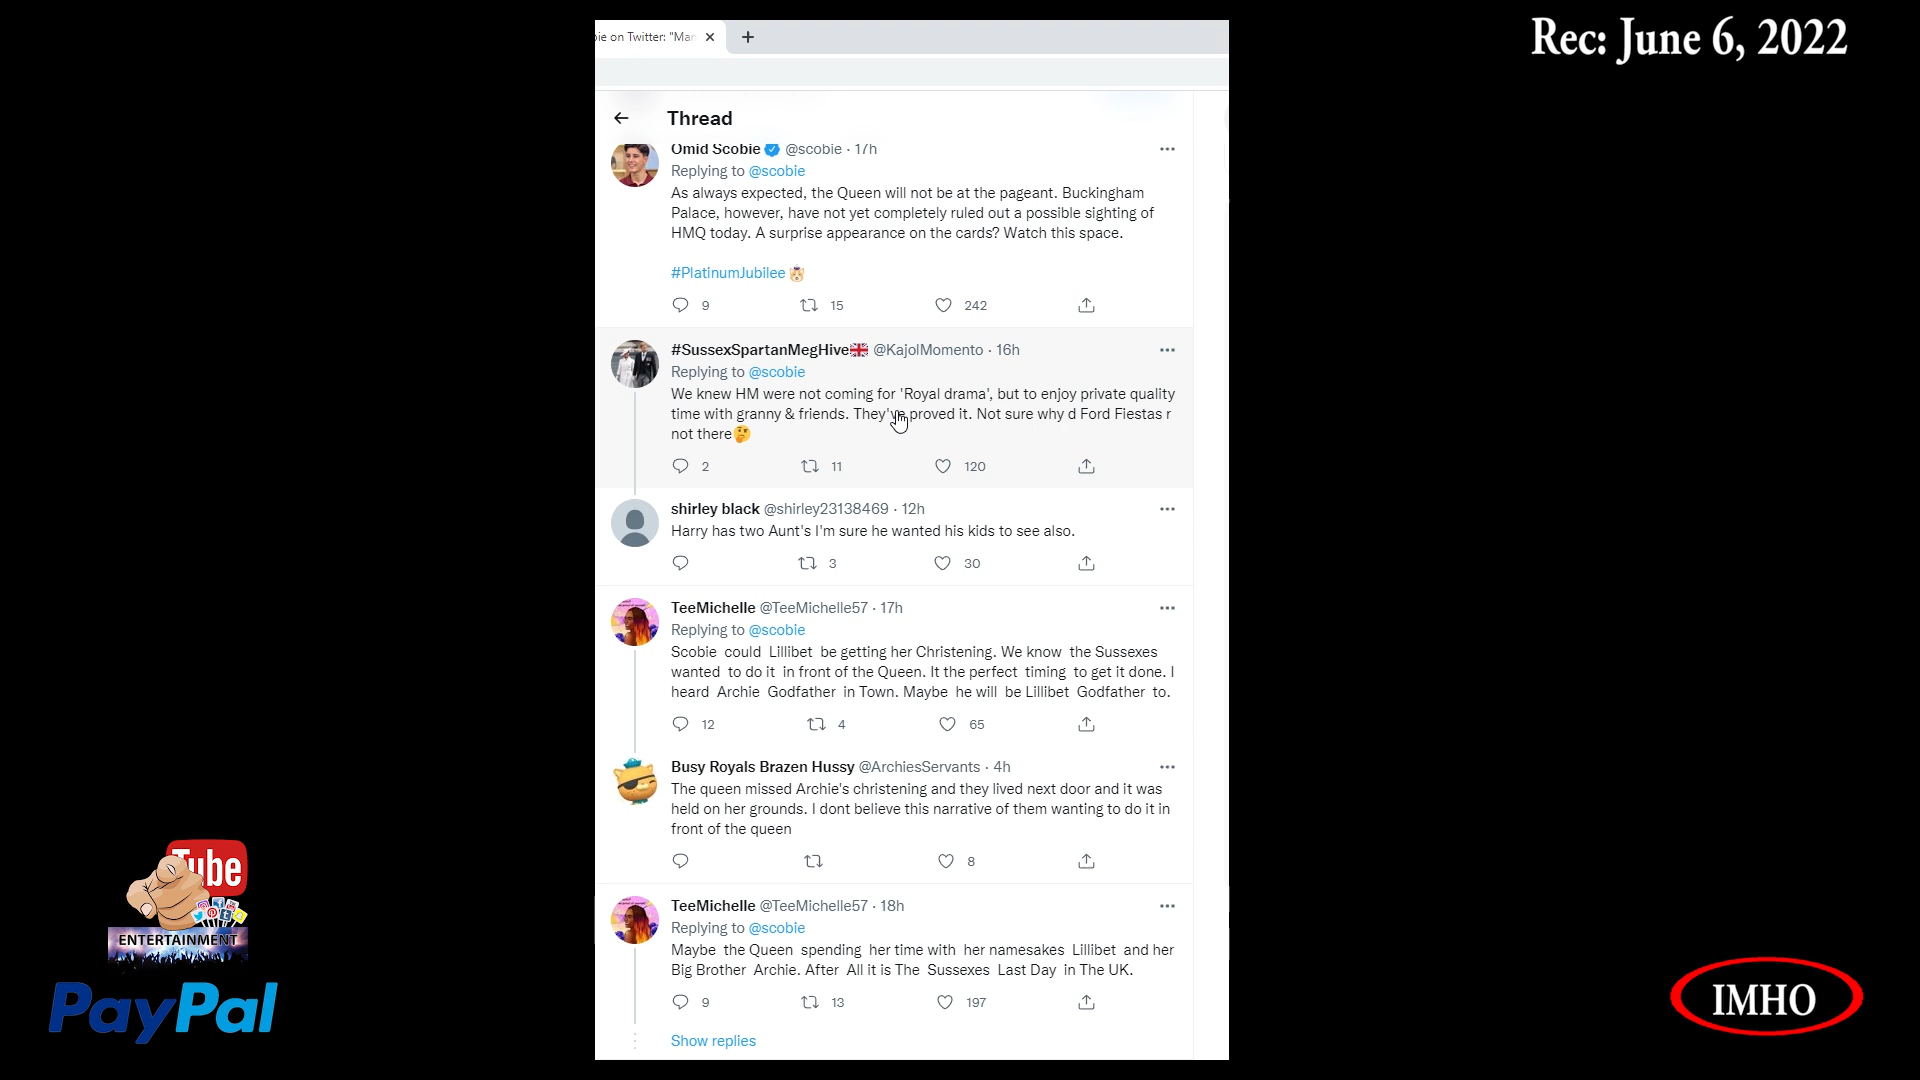 Rec: June 6, 2022
bie on Twitter: "Man
Thread
Omid Scobie @scobie · 17h
Replying to @scobie
As always expected, the Queen will not be at the pageant. Buckingham
Palace, however, have not yet completely ruled out a possible sighting of
HMQ today. A surprise appearance on the cards? Watch this space.
#PlatinumJubilee
9 15 242
#SussexSpartanMegHive🇬🇧 @KajolMomento · 16h
Replying to @scobie
We knew HM were not coming for 'Royal drama', but to enjoy private quality
time with granny & friends. They've proved it. Not sure why d Ford Fiestas r
not there🤔
2 11 120
shirley black @shirley23138469 · 12h
Harry has two Aunt's I'm sure he wanted his kids to see also.
3 30
TeeMichelle @TeeMichelle57 · 17h
Replying to @scobie
Scobie could Lillibet be getting her Christening. We know the Sussexes
wanted to do it in front of the Queen. It the perfect timing to get it done. I
heard Archie Godfather in Town. Maybe he will be Lillibet Godfather to.
12 4 65
Busy Royals Brazen Hussy @ArchiesServants · 4h
The queen missed Archie's christening and they lived next door and it was
held on her grounds. I dont believe this narrative of them wanting to do it in
front of the queen
8
TeeMichelle @TeeMichelle57 · 18h
Replying to @scobie
Maybe the Queen spending her time with her namesakes Lillibet and her
Big Brother Archie. After All it is The Sussexes Last Day in The UK.
9 13 197
Show replies
Tube
ENTERTAINMENT
PayPal
IMHO